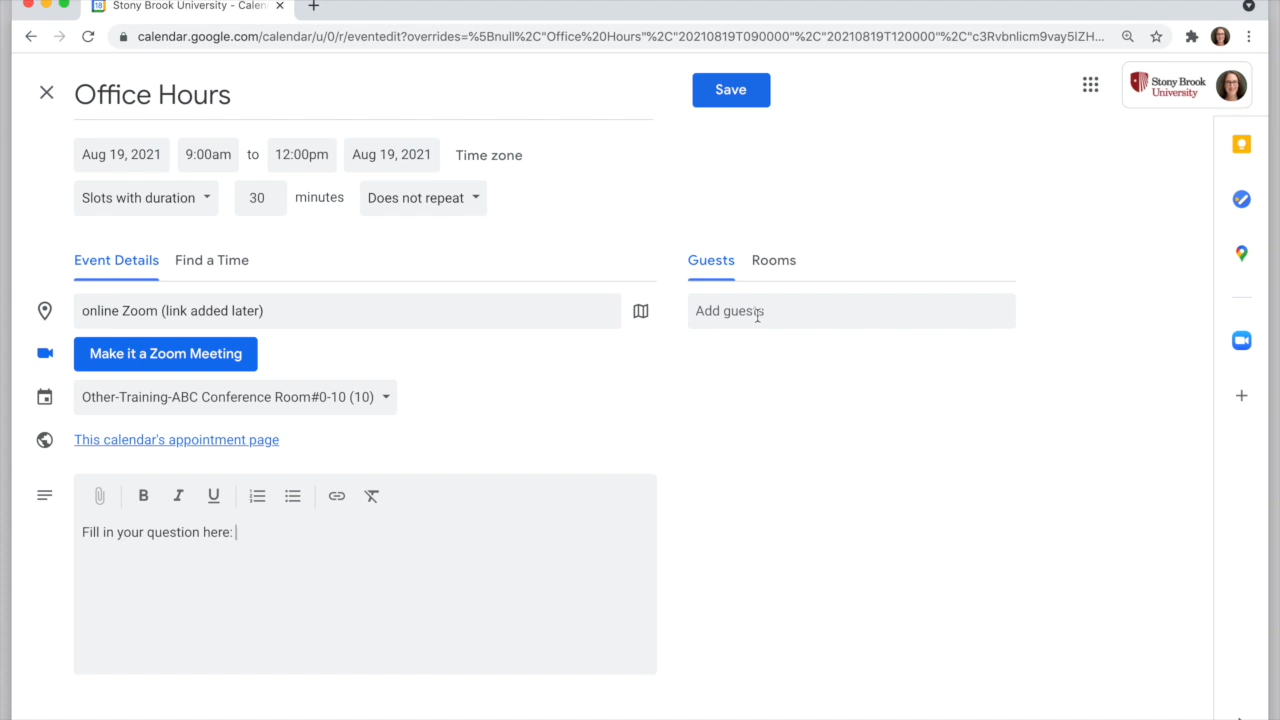 18 Stony Brook University - Calen
calendar.google.com/calendar/u/0/r/eventedit?overrides=%5Bnull%2C"Office%20Hours"%2C"20210819T090000"%2C"20210819T120000"%2C"c3Rvbnlicm9vay5lZH...
Office Hours
Save
Stony Brook
University
Aug 19, 2021 9:00am to 12:00pm Aug 19, 2021 Time zone
Slots with duration 30 minutes Does not repeat
Event Details Find a Time Guests Rooms
online Zoom (link added later) Add guests
Make it a Zoom Meeting
Other-Training-ABC Conference Room#0-10 (10)
This calendar's appointment page
B I U
Fill in your question here: